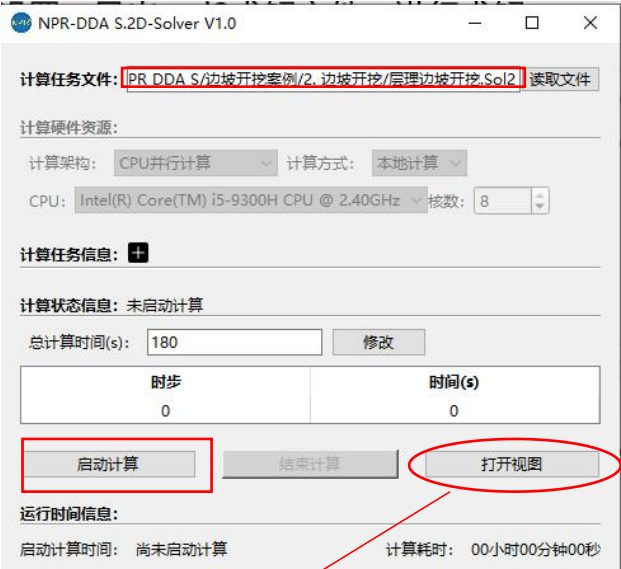 NPR-DDA S.2D-Solver V1.0
计算任务文件： PR DDA S/边坡开挖案例/2. 边坡开挖/层理边坡开挖.Sol2 读取文件
计算硬件资源：
计算架构： CPU并行计算 计算方式： 本地计算
CPU： Intel(R) Core(TM) i5-9300H CPU @ 2.40GHz 核数： 8
计算任务信息：
计算状态信息：未启动计算
总计算时间(s)： 180 修改
时步 时间(s)
0 0
启动计算 结束计算 打开视图
运行时间信息：
启动计算时间： 尚未启动计算 计算耗时： 00小时00分钟00秒